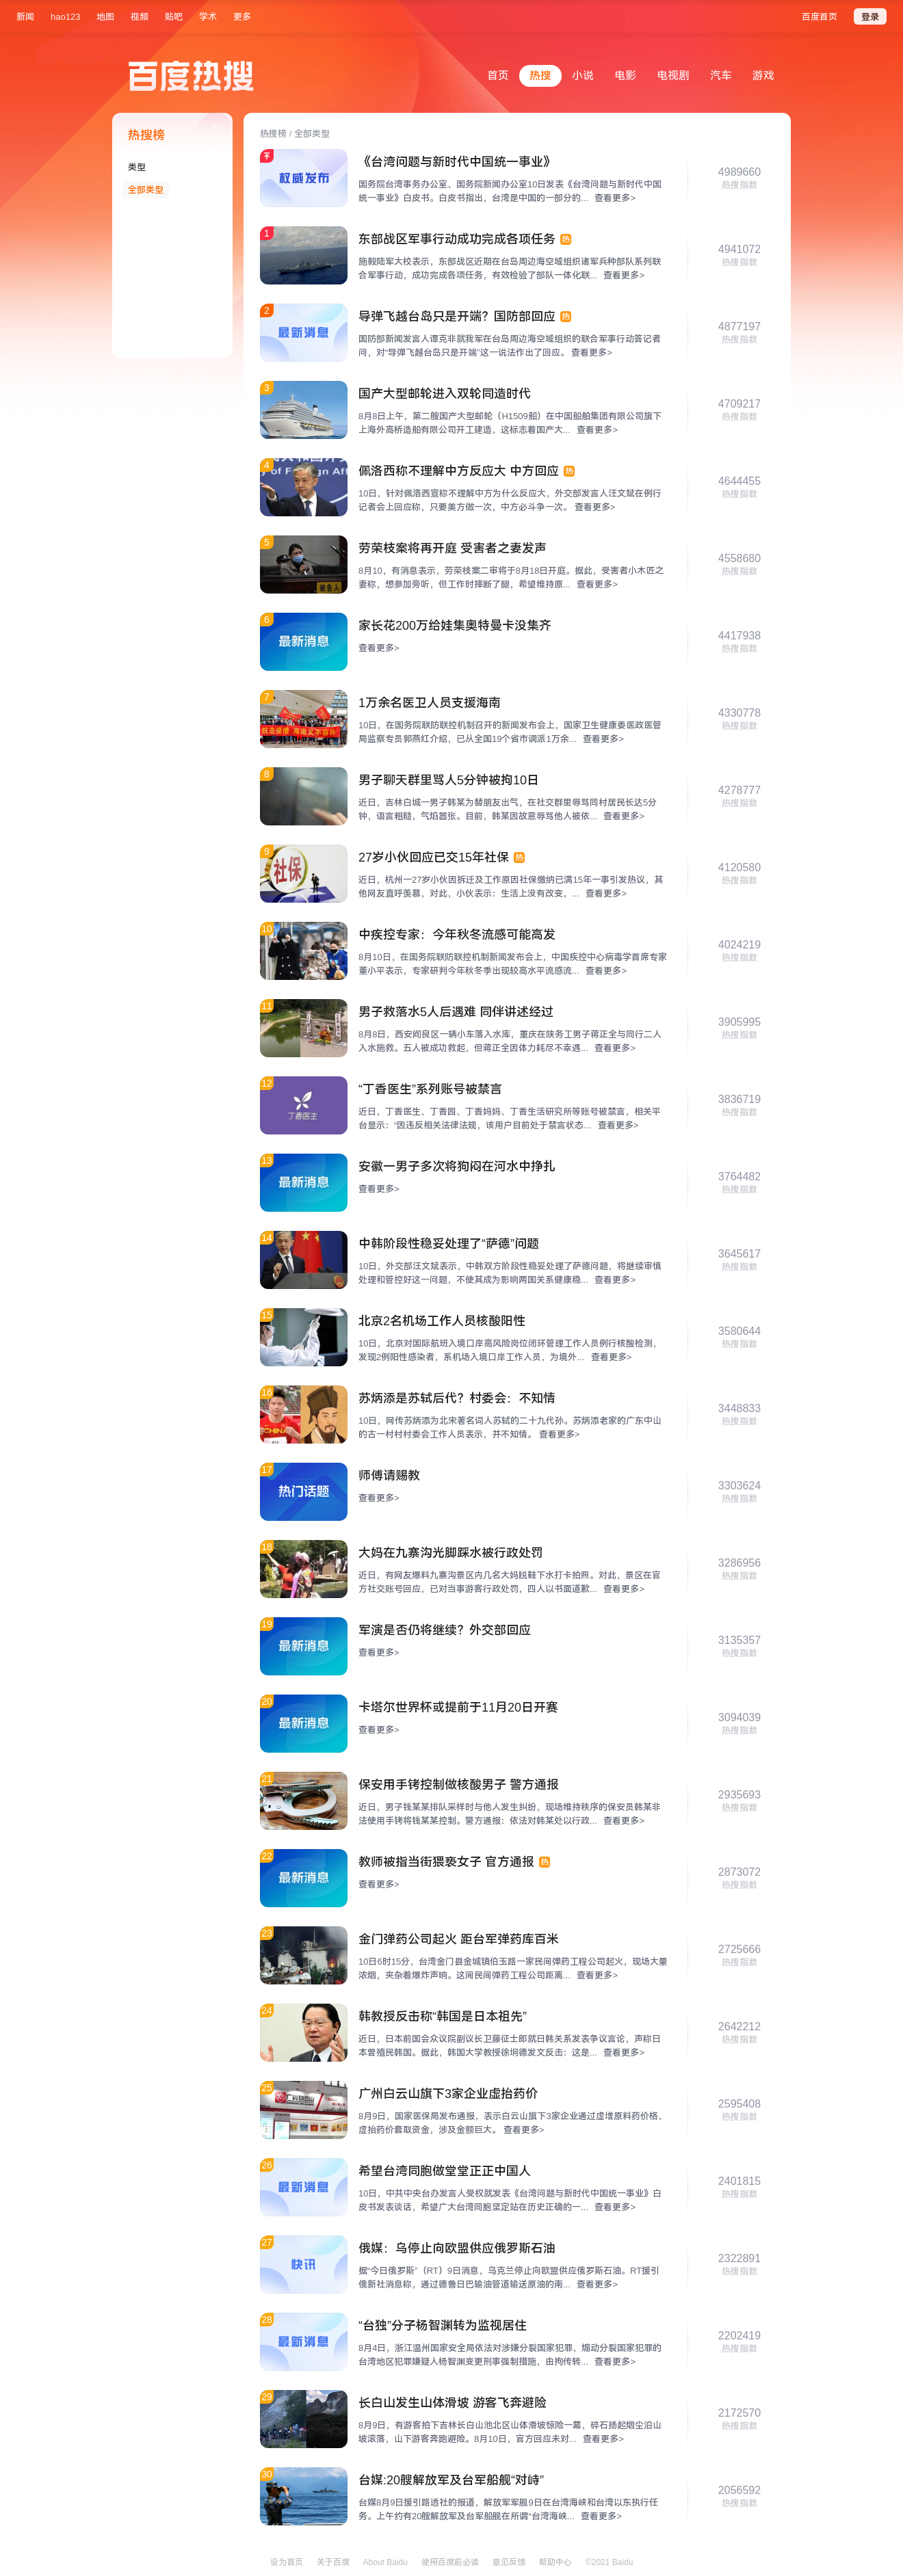 新闻 hao123 地图 视频 贴吧 学术 更多 百度首页 登录
百度热搜
首页 热搜 小说 电影 电视剧 汽车 游戏
热搜榜
类型
全部类型
热搜榜 / 全部类型
权威发布
《台湾问题与新时代中国统一事业》
国务院台湾事务办公室、国务院新闻办公室10日发表《台湾问题与新时代中国
统一事业》白皮书。白皮书指出，台湾是中国的一部分的... 查看更多>
4989660
热搜指数
1
东部战区军事行动成功完成各项任务 热
施毅陆军大校表示，东部战区近期在台岛周边海空域组织诸军兵种部队系列联
合军事行动，成功完成各项任务，有效检验了部队一体化联... 查看更多>
4941072
热搜指数
2
最新消息
导弹飞越台岛只是开端？国防部回应 热
国防部新闻发言人谭克非就我军在台岛周边海空域组织的联合军事行动答记者
问，对“导弹飞越台岛只是开端”这一说法作出了回应。 查看更多>
4877197
热搜指数
3
国产大型邮轮进入双轮同造时代
8月8日上午，第二艘国产大型邮轮（H1509船）在中国船舶集团有限公司旗下
上海外高桥造船有限公司开工建造，这标志着国产大... 查看更多>
4709217
热搜指数
4
佩洛西称不理解中方反应大 中方回应 热
10日，针对佩洛西宣称不理解中方为什么反应大，外交部发言人汪文斌在例行
记者会上回应称，只要美方做一次，中方必斗争一次。 查看更多>
4644455
热搜指数
5
劳荣枝案将再开庭 受害者之妻发声
8月10，有消息表示，劳荣枝案二审将于8月18日开庭。据此，受害者小木匠之
妻称，想参加旁听，但工作时摔断了腿，希望维持原... 查看更多>
4558680
热搜指数
6
最新消息
家长花200万给娃集奥特曼卡没集齐
查看更多>
4417938
热搜指数
7
1万余名医卫人员支援海南
10日，在国务院联防联控机制召开的新闻发布会上，国家卫生健康委医政医管
局监察专员郭燕红介绍，已从全国19个省市调派1万余... 查看更多>
4330778
热搜指数
8
男子聊天群里骂人5分钟被拘10日
近日，吉林白城一男子韩某为替朋友出气，在社交群里辱骂同村居民长达5分
钟，语言粗糙，气焰嚣张。目前，韩某因故意辱骂他人被依... 查看更多>
4278777
热搜指数
9
社保
27岁小伙回应已交15年社保 热
近日，杭州一27岁小伙因拆迁及工作原因社保缴纳已满15年一事引发热议，其
他网友直呼羡慕，对此，小伙表示：生活上没有改变，... 查看更多>
4120580
热搜指数
10
中疾控专家：今年秋冬流感可能高发
8月10日，在国务院联防联控机制新闻发布会上，中国疾控中心病毒学首席专家
董小平表示，专家研判今年秋冬季出现较高水平流感流... 查看更多>
4024219
热搜指数
11
男子救落水5人后遇难 同伴讲述经过
8月8日，西安阎良区一辆小车落入水库，重庆在陕务工男子蒋正全与同行二人
入水施救。五人被成功救起，但蒋正全因体力耗尽不幸遇... 查看更多>
3905995
热搜指数
12
丁香医生
“丁香医生”系列账号被禁言
近日，丁香医生、丁香园、丁香妈妈、丁香生活研究所等账号被禁言，相关平
台显示：“因违反相关法律法规，该用户目前处于禁言状态... 查看更多>
3836719
热搜指数
13
最新消息
安徽一男子多次将狗闷在河水中挣扎
查看更多>
3764482
热搜指数
14
中韩阶段性稳妥处理了“萨德”问题
10日，外交部汪文斌表示，中韩双方阶段性稳妥处理了萨德问题，将继续审慎
处理和管控好这一问题，不使其成为影响两国关系健康稳... 查看更多>
3645617
热搜指数
15
北京2名机场工作人员核酸阳性
10日，北京对国际航班入境口岸高风险岗位闭环管理工作人员例行核酸检测，
发现2例阳性感染者，系机场入境口岸工作人员，为境外... 查看更多>
3580644
热搜指数
16
苏炳添是苏轼后代？村委会：不知情
10日，网传苏炳添为北宋著名词人苏轼的二十九代孙。苏炳添老家的广东中山
的古一村村村委会工作人员表示，并不知情。 查看更多>
3448833
热搜指数
17
热门话题
师傅请赐教
查看更多>
3303624
热搜指数
18
大妈在九寨沟光脚踩水被行政处罚
近日，有网友爆料九寨沟景区内几名大妈脱鞋下水打卡拍照。对此，景区在官
方社交账号回应，已对当事游客行政处罚，四人以书面道歉... 查看更多>
3286956
热搜指数
19
最新消息
军演是否仍将继续？外交部回应
查看更多>
3135357
热搜指数
20
最新消息
卡塔尔世界杯或提前于11月20日开赛
查看更多>
3094039
热搜指数
21
保安用手铐控制做核酸男子 警方通报
近日，男子钱某某排队采样时与他人发生纠纷，现场维持秩序的保安员韩某非
法使用手铐将钱某某控制。警方通报：依法对韩某处以行政... 查看更多>
2935693
热搜指数
22
最新消息
教师被指当街猥亵女子 官方通报 热
查看更多>
2873072
热搜指数
23
金门弹药公司起火 距台军弹药库百米
10日6时15分，台湾金门县金城镇伯玉路一家民间弹药工程公司起火，现场大量
浓烟，夹杂着爆炸声响。这间民间弹药工程公司距离... 查看更多>
2725666
热搜指数
24
韩教授反击称“韩国是日本祖先”
近日，日本前国会众议院副议长卫藤征士郎就日韩关系发表争议言论，声称日
本曾殖民韩国。据此，韩国大学教授徐坰德发文反击：这是... 查看更多>
2642212
热搜指数
25
广州白云山旗下3家企业虚抬药价
8月9日，国家医保局发布通报，表示白云山旗下3家企业通过虚增原料药价格、
虚抬药价套取资金，涉及金额巨大。 查看更多>
2595408
热搜指数
26
最新消息
希望台湾同胞做堂堂正正中国人
10日，中共中央台办发言人受权就发表《台湾问题与新时代中国统一事业》白
皮书发表谈话，希望广大台湾同胞坚定站在历史正确的一... 查看更多>
2401815
热搜指数
27
快讯
俄媒：乌停止向欧盟供应俄罗斯石油
据“今日俄罗斯”（RT）9日消息，乌克兰停止向欧盟供应俄罗斯石油。RT援引
俄新社消息称，通过德鲁日巴输油管道输送原油的南... 查看更多>
2322891
热搜指数
28
最新消息
“台独”分子杨智渊转为监视居住
8月4日，浙江温州国家安全局依法对涉嫌分裂国家犯罪、煽动分裂国家犯罪的
台湾地区犯罪嫌疑人杨智渊变更刑事强制措施，由拘传转... 查看更多>
2202419
热搜指数
29
长白山发生山体滑坡 游客飞奔避险
8月9日，有游客拍下吉林长白山池北区山体滑坡惊险一幕，碎石扬起烟尘沿山
坡滚落，山下游客奔跑避险。8月10日，官方回应未对... 查看更多>
2172570
热搜指数
30
台媒:20艘解放军及台军船舰“对峙”
台媒8月9日援引路透社的报道，解放军军舰9日在台湾海峡和台湾以东执行任
务。上午约有20艘解放军及台军船舰在所谓“台湾海峡... 查看更多>
2056592
热搜指数
设为首页 关于百度 About Baidu 使用百度前必读 意见反馈 帮助中心 ©2021 Baidu